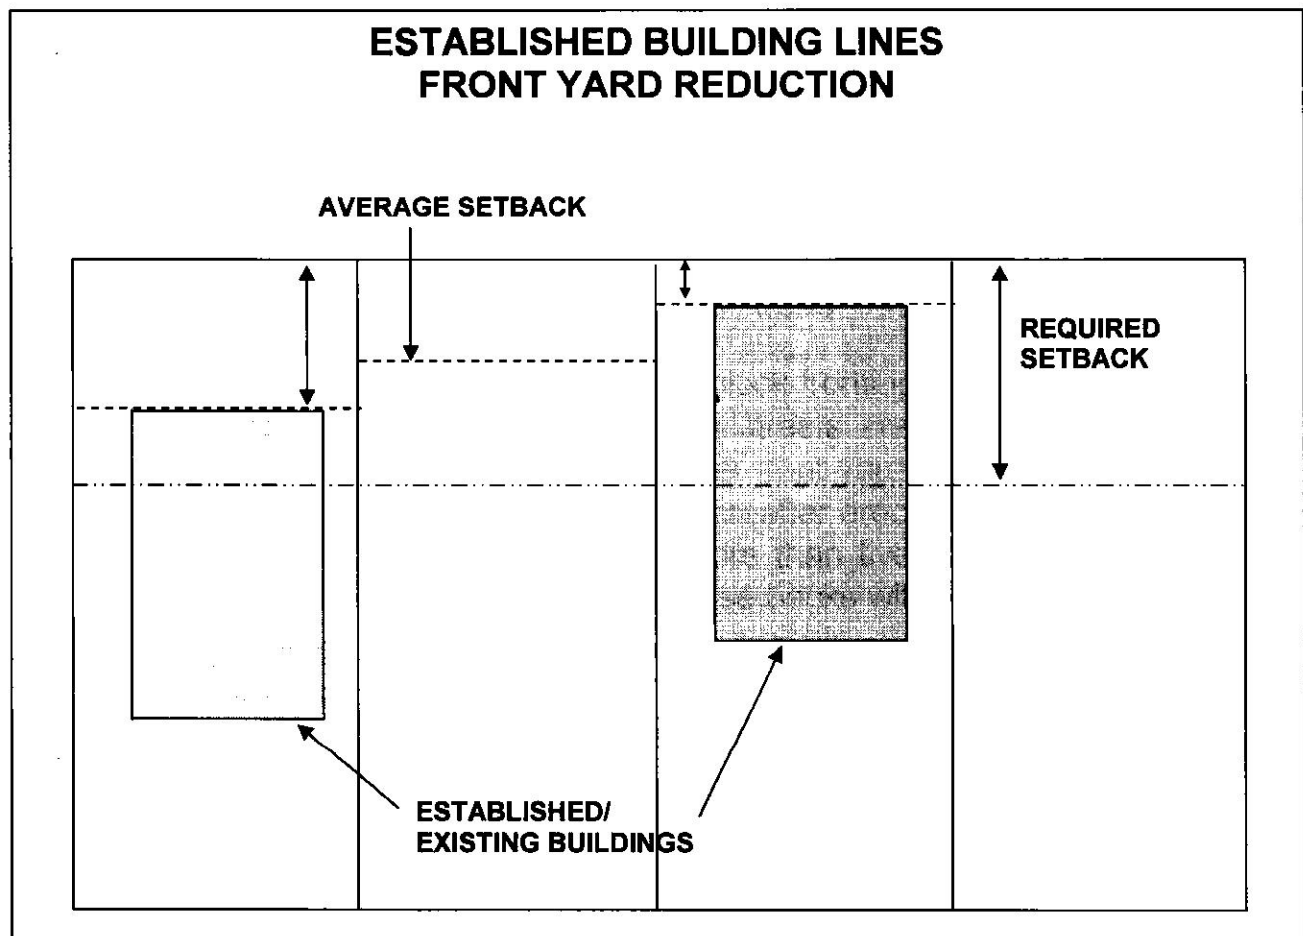 ESTABLISHED BUILDING LINES
FRONT YARD REDUCTION
AVERAGE SETBACK
REQUIRED
SETBACK
ESTABLISHED/
EXISTING BUILDINGS